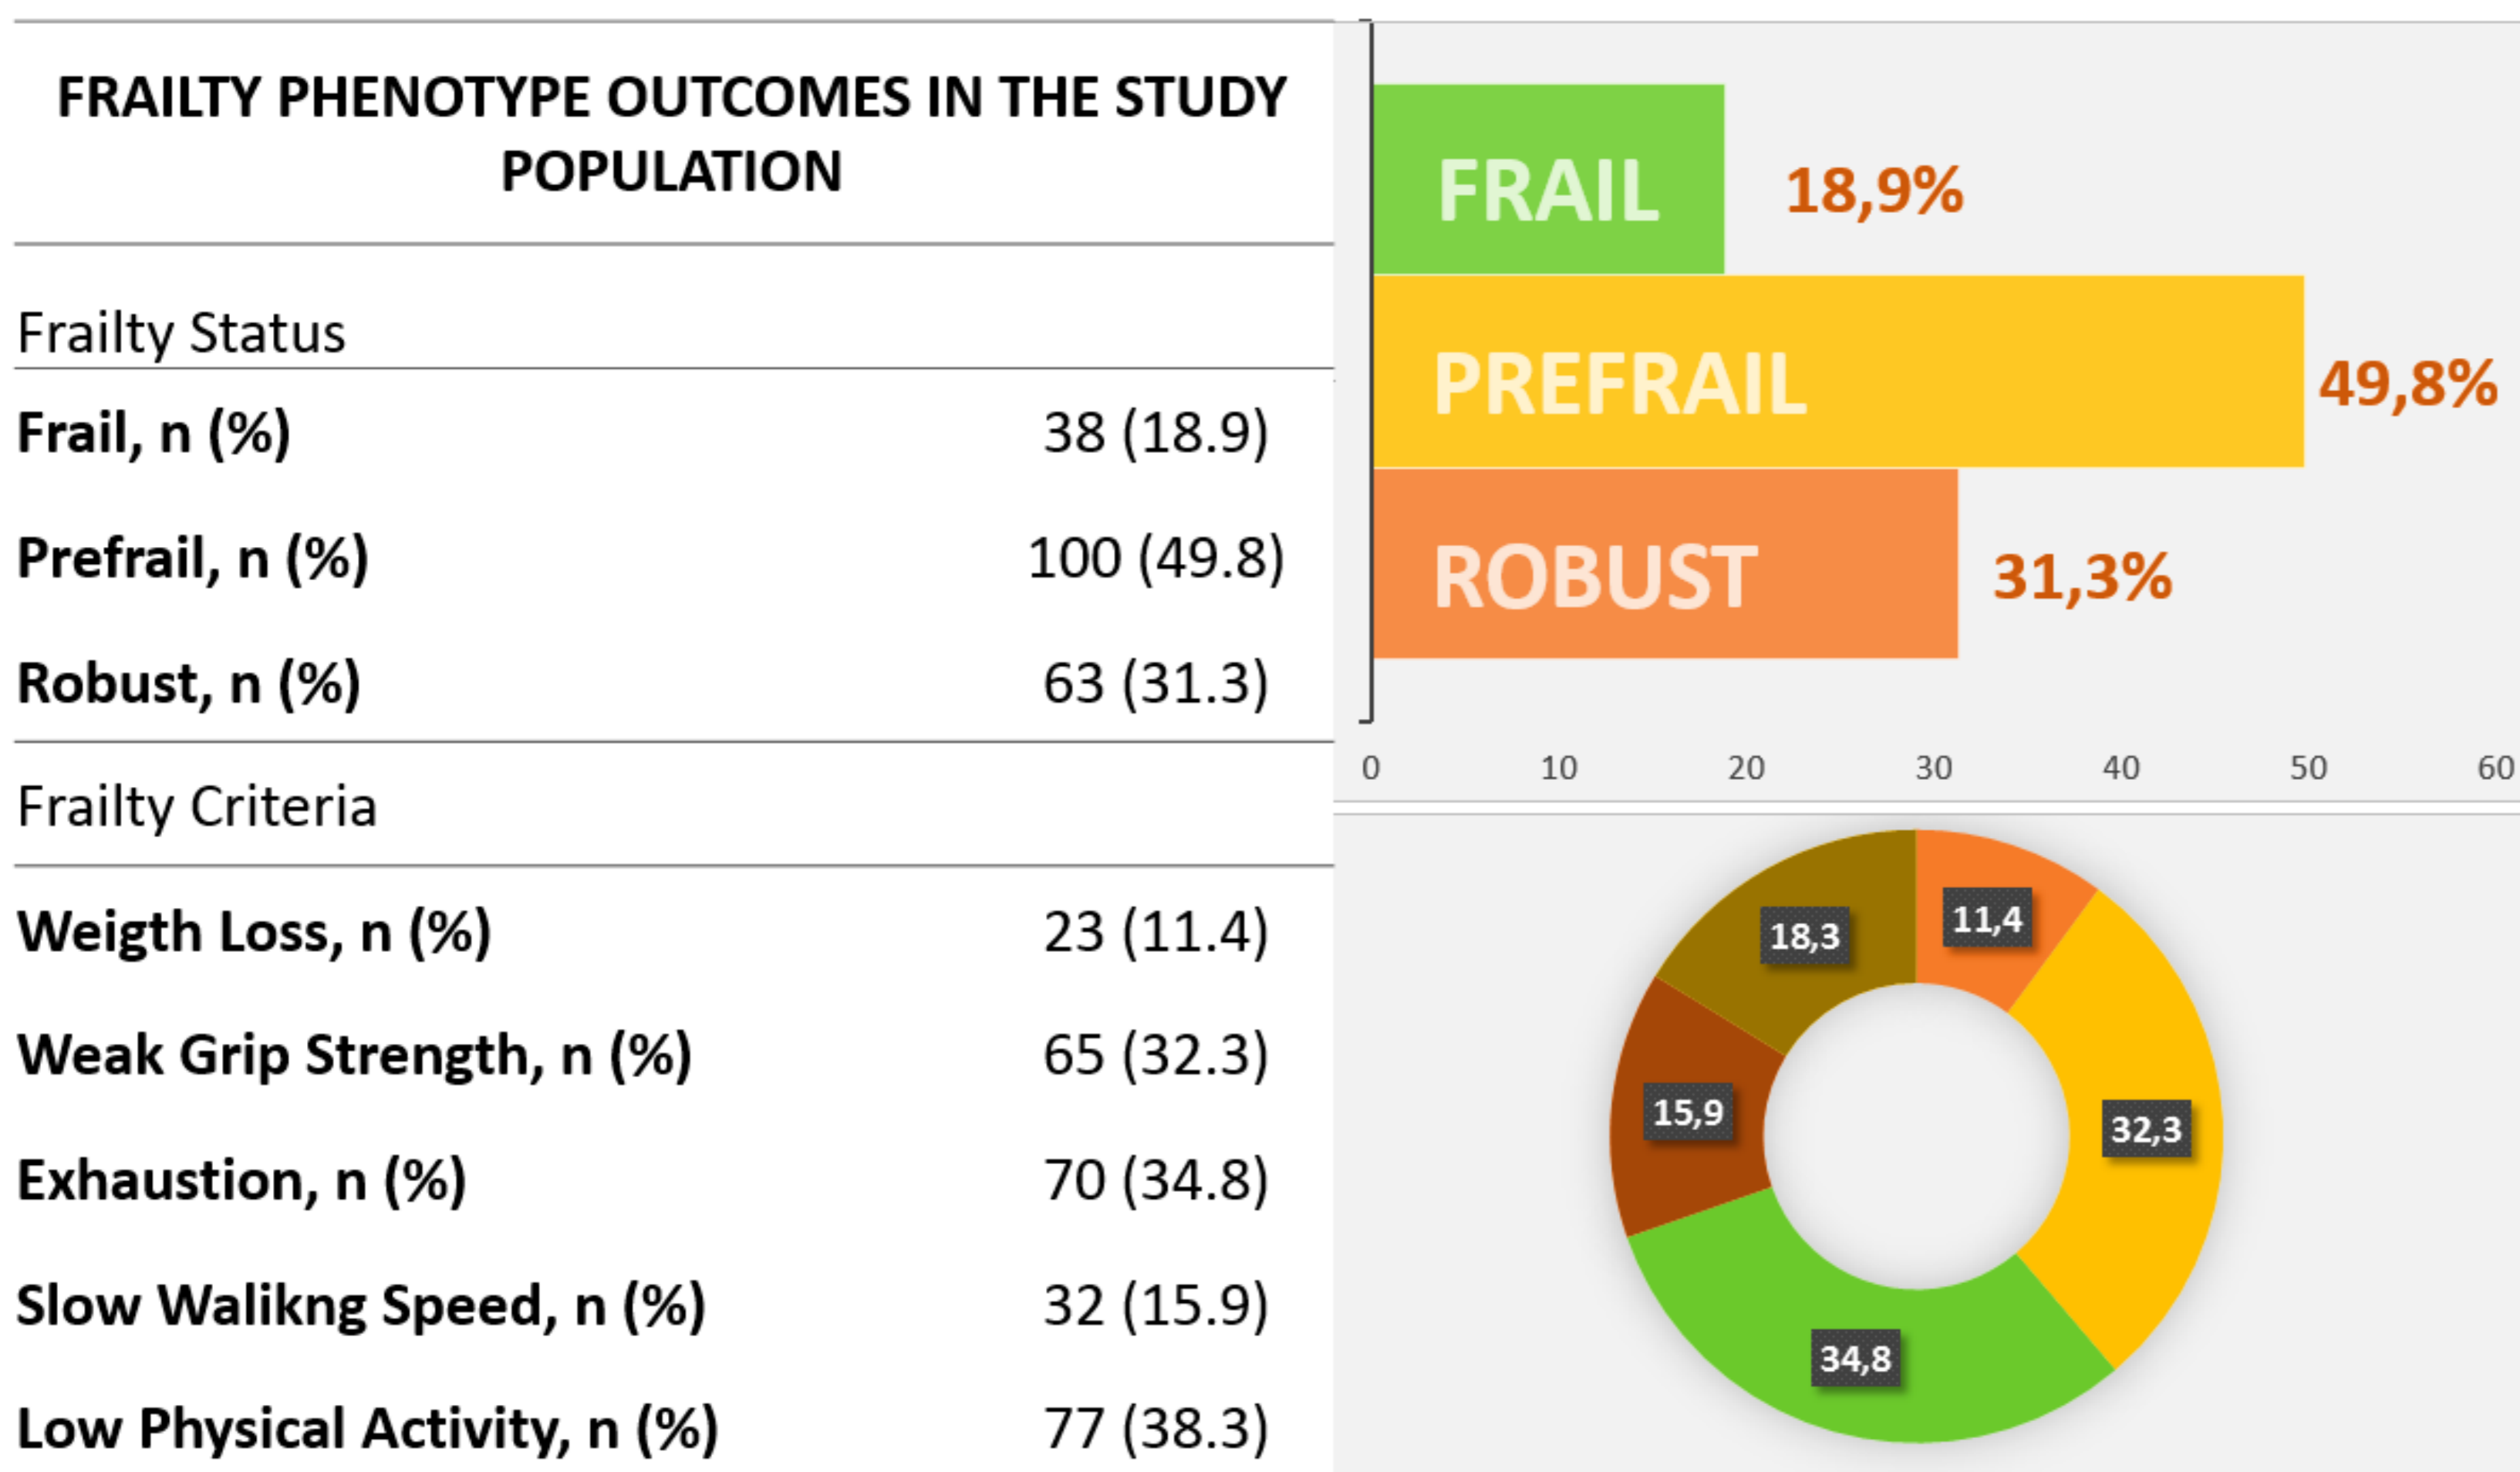 FRAILTY PHENOTYPE OUTCOMES IN THE STUDY
POPULATION
Frailty Status
Frail, n (%) 38 (18.9)
Prefrail, n (%) 100 (49.8)
Robust, n (%) 63 (31.3)
Frailty Criteria
Weigth Loss, n (%) 23 (11.4)
Weak Grip Strength, n (%) 65 (32.3)
Exhaustion, n (%) 70 (34.8)
Slow Walikng Speed, n (%) 32 (15.9)
Low Physical Activity, n (%) 77 (38.3)
FRAIL 18,9%
PREFRAIL 49,8%
ROBUST 31,3%
0 10 20 30 40 50 60
11,4
18,3
15,9
32,3
34,8